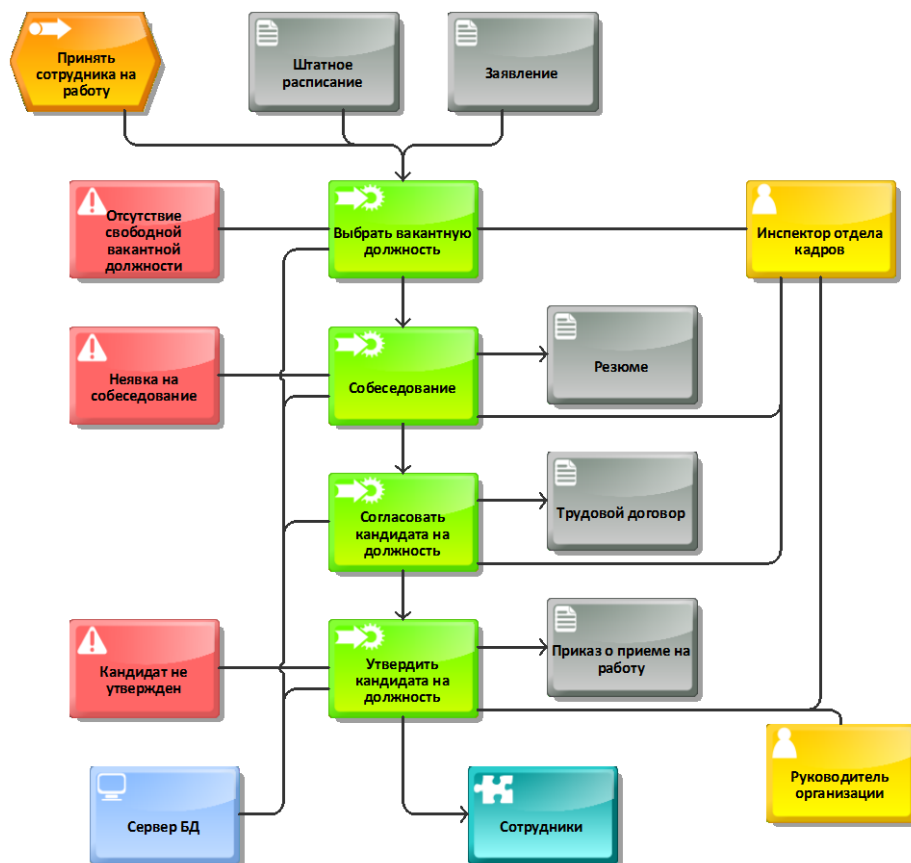 Принять
сотрудника на
работу
Штатное
расписание
Заявление
Отсутствие
свободной
вакантной
должности
Выбрать вакантную
должность
Инспектор отдела
кадров
Неявка на
собеседование
Собеседование
Резюме
Согласовать
кандидата на
должность
Трудовой договор
Кандидат не
утвержден
Утвердить
кандидата на
должность
Приказ о приеме на
работу
Сервер БД
Сотрудники
Руководитель
организации